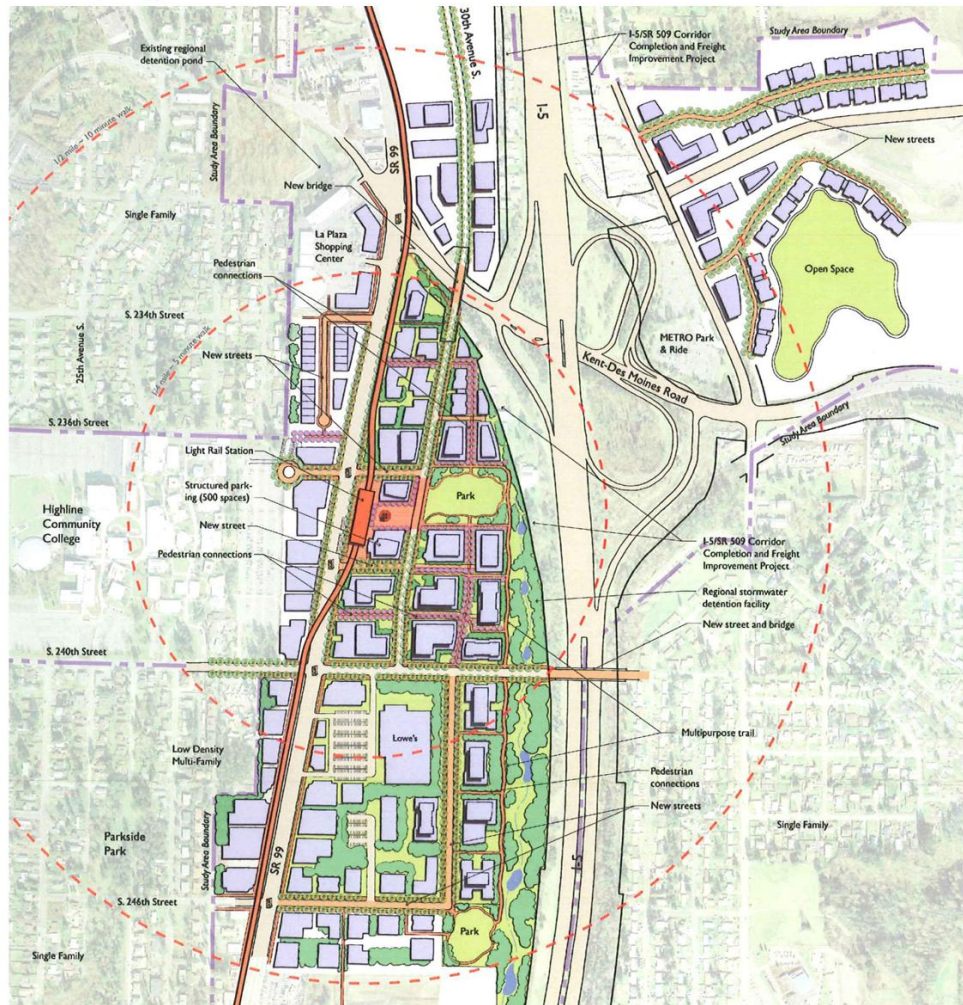 Existing regional
detention pond
30th Avenue S.
I-5/SR 509 Corridor
Completion and Freight
Improvement Project
Study Area Boundary
1/2 mile – 10 minute walk
Study Area Boundary
SR 99
I-5
New streets
New bridge
Single Family
La Plaza
Shopping
Center
Pedestrian
connections
Open Space
S. 234th Street
25th Avenue S.
1/4 mile – 5 minute walk
METRO Park
& Ride
New streets
Kent-Des Moines Road
S. 236th Street
Study Area Boundary
Light Rail Station
Structured park-
ing (500 spaces)
Park
Highline
Community
College
New street
Pedestrian connections
I-5/SR 509 Corridor
Completion and Freight
Improvement Project
Regional stormwater
detention facility
New street and bridge
S. 240th Street
Lowe's
Multipurpose trail
Low Density
Multi-Family
Pedestrian
connections
New streets
Parkside
Park
Single Family
Study Area Boundary
SR 99
I-5
S. 246th Street
Park
Single Family